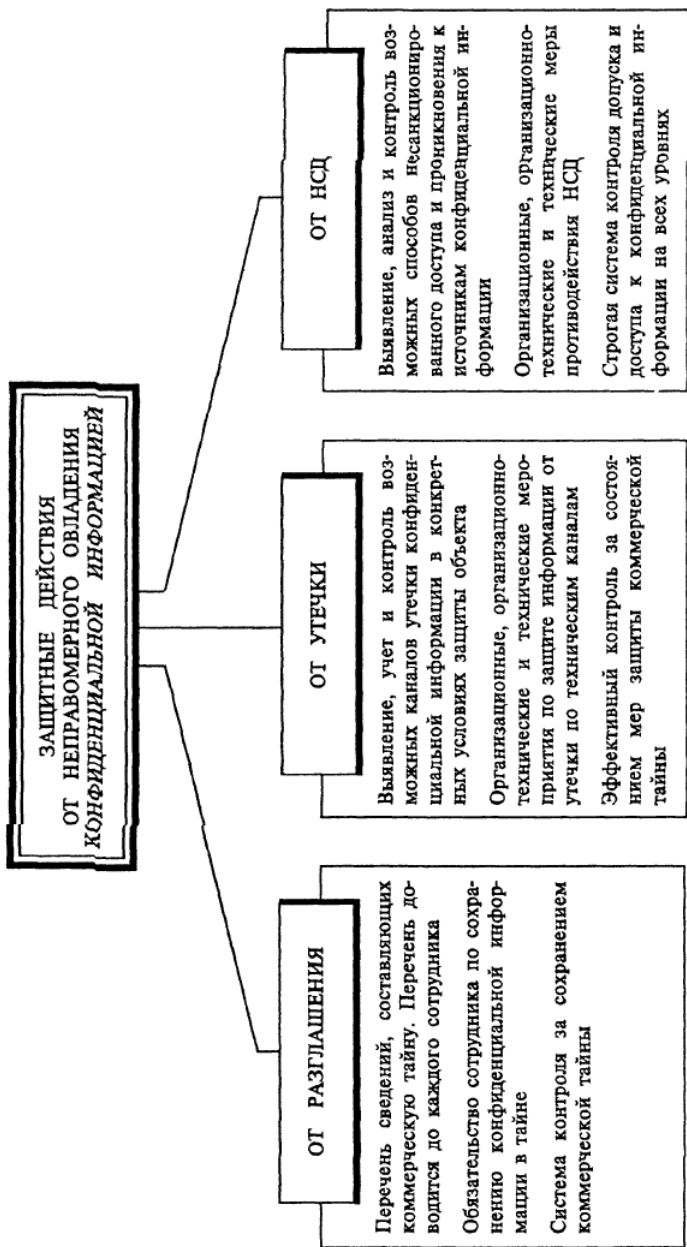 ЗАЩИТНЫЕ ДЕЙСТВИЯ
ОТ НЕПРАВОМЕРНОГО ОВЛАДЕНИЯ
КОНФИДЕНЦИАЛЬНОЙ ИНФОРМАЦИЕЙ
ОТ РАЗГЛАШЕНИЯ
Перечень сведений, составляющих
коммерческую тайну. Перечень до-
водится до каждого сотрудника
Обязательство сотрудника по сохра-
нению конфиденциальной инфор-
мации в тайне
Система контроля за сохранением
коммерческой тайны
ОТ УТЕЧКИ
Выявление, учет и контроль воз-
можных каналов утечки конфиден-
циальной информации в конкрет-
ных условиях защиты объекта
Организационные, организационно-
технические и технические меро-
приятия по защите информации от
утечки по техническим каналам
Эффективный контроль за состоя-
нием мер защиты коммерческой
тайны
ОТ НСД
Выявление, анализ и контроль воз-
можных способов несанкциониро-
ванного доступа и проникновения к
источникам конфиденциальной ин-
формации
Организационные, организационно-
технические и технические меры
противодействия НСД
Строгая система контроля допуска и
доступа к конфиденциальной ин-
формации на всех уровнях